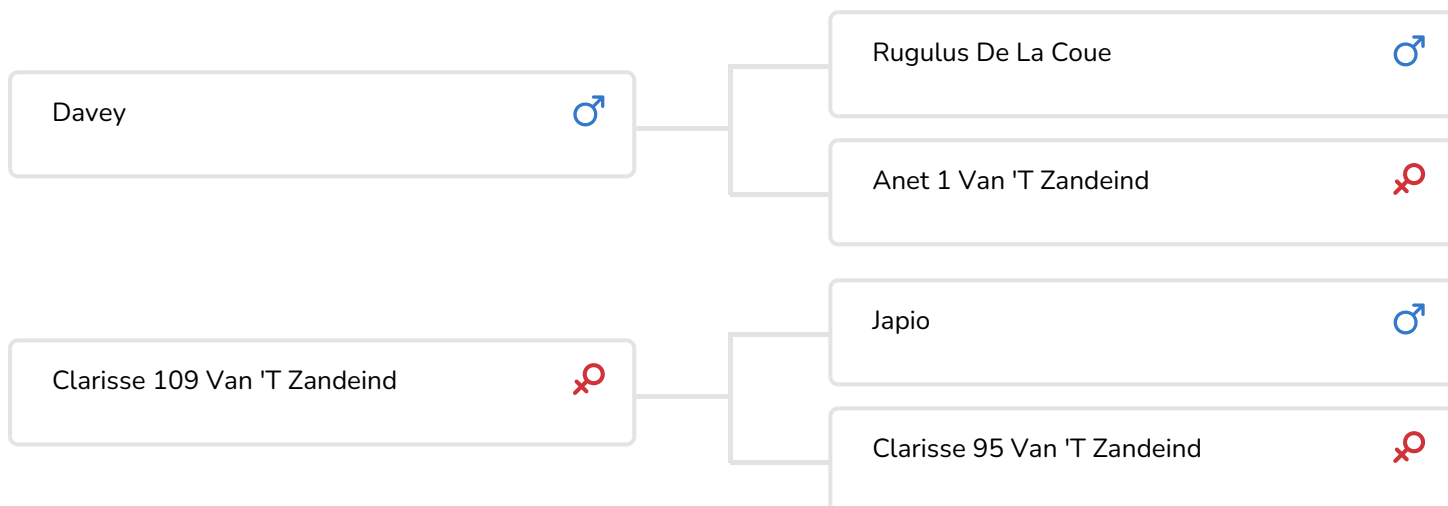 Rugulus De La Coue
Davey
Anet 1 Van 'T Zandeind
Japio
Clarisse 109 Van 'T Zandeind
Clarisse 95 Van 'T Zandeind